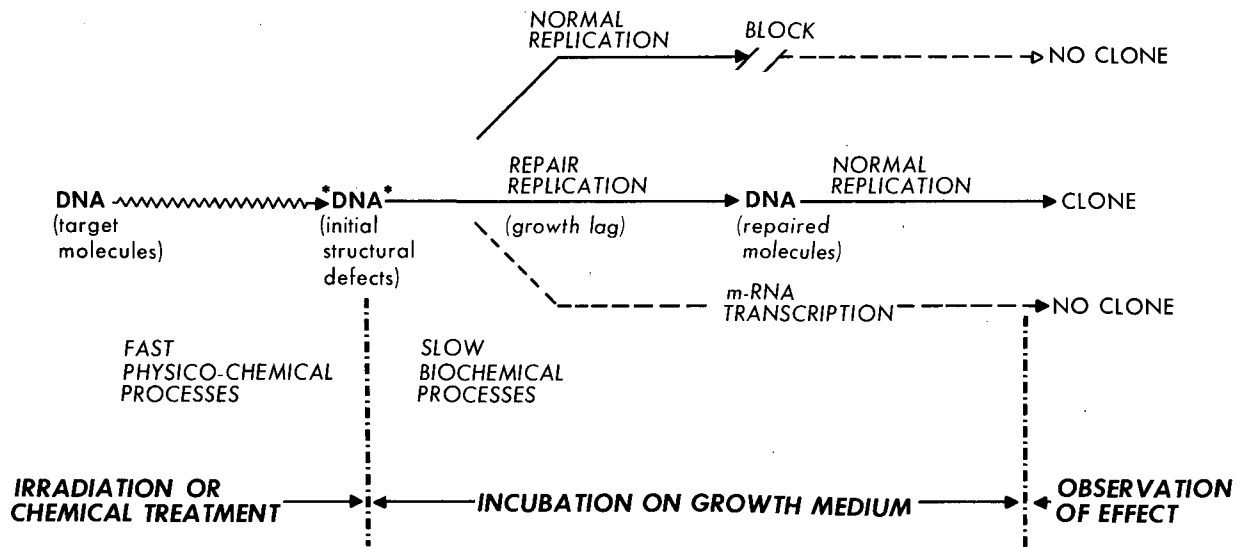 NORMAL
REPLICATION
BLOCK
NO CLONE
REPAIR
REPLICATION
NORMAL
REPLICATION
DNA
*DNA*
DNA
CLONE
(target
molecules)
(initial
structural
defects)
(growth lag)
(repaired
molecules)
m-RNA
TRANSCRIPTION
NO CLONE
FAST
PHYSICO-CHEMICAL
PROCESSES
SLOW
BIOCHEMICAL
PROCESSES
IRRADIATION OR
CHEMICAL TREATMENT
INCUBATION ON GROWTH MEDIUM
OBSERVATION
OF EFFECT